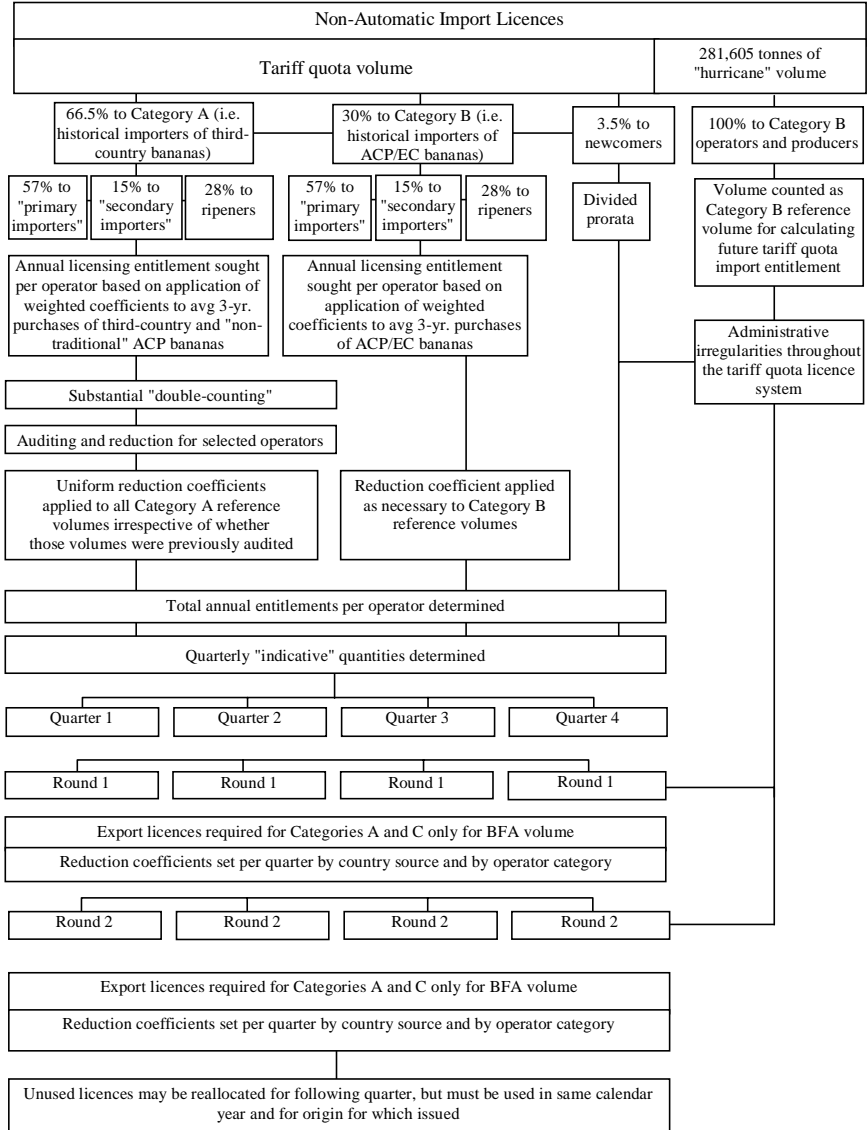 Non-Automatic Import Licences
Tariff quota volume
281,605 tonnes of
"hurricane" volume
66.5% to Category A (i.e.
historical importers of third-
country bananas)
30% to Category B (i.e.
historical importers of
ACP/EC bananas)
3.5% to
newcomers
100% to Category B
operators and producers
57% to
"primary
importers"
15% to
"secondary
importers"
28% to
ripeners
57% to
"primary
importers"
15% to
"secondary
importers"
28% to
ripeners
Divided
prorata
Volume counted as
Category B reference
volume for calculating
future tariff quota
import entitlement
Annual licensing entitlement sought
per operator based on application of
weighted coefficients to avg 3-yr.
purchases of third-country and "non-
traditional" ACP bananas
Annual licensing entitlement
sought per operator based on
application of weighted
coefficients to avg 3-yr. purchases
of ACP/EC bananas
Administrative
irregularities throughout
the tariff quota licence
system
Substantial "double-counting"
Auditing and reduction for selected operators
Uniform reduction coefficients
applied to all Category A reference
volumes irrespective of whether
those volumes were previously audited
Reduction coefficient applied
as necessary to Category B
reference volumes
Total annual entitlements per operator determined
Quarterly "indicative" quantities determined
Quarter 1
Quarter 2
Quarter 3
Quarter 4
Round 1
Round 1
Round 1
Round 1
Export licences required for Categories A and C only for BFA volume
Reduction coefficients set per quarter by country source and by operator category
Round 2
Round 2
Round 2
Round 2
Export licences required for Categories A and C only for BFA volume
Reduction coefficients set per quarter by country source and by operator category
Unused licences may be reallocated for following quarter, but must be used in same calendar
year and for origin for which issued